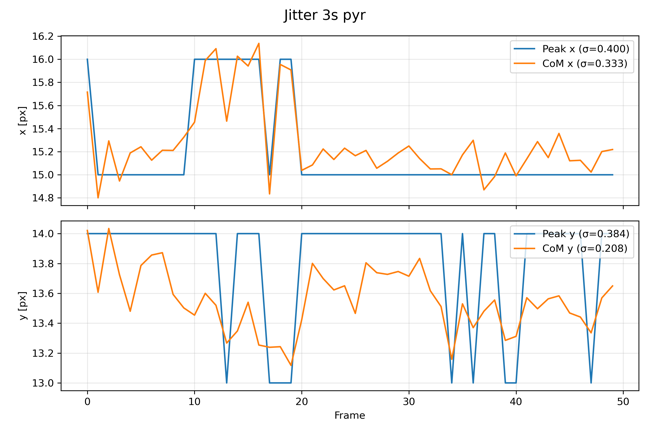 Jitter 3s pyr
16.2
16.0
15.8
15.6
15.4
15.2
15.0
14.8
x [px]
Peak x (σ=0.400)
CoM x (σ=0.333)
14.0
13.8
13.6
13.4
13.2
13.0
y [px]
Peak y (σ=0.384)
CoM y (σ=0.208)
0 10 20 30 40 50
Frame